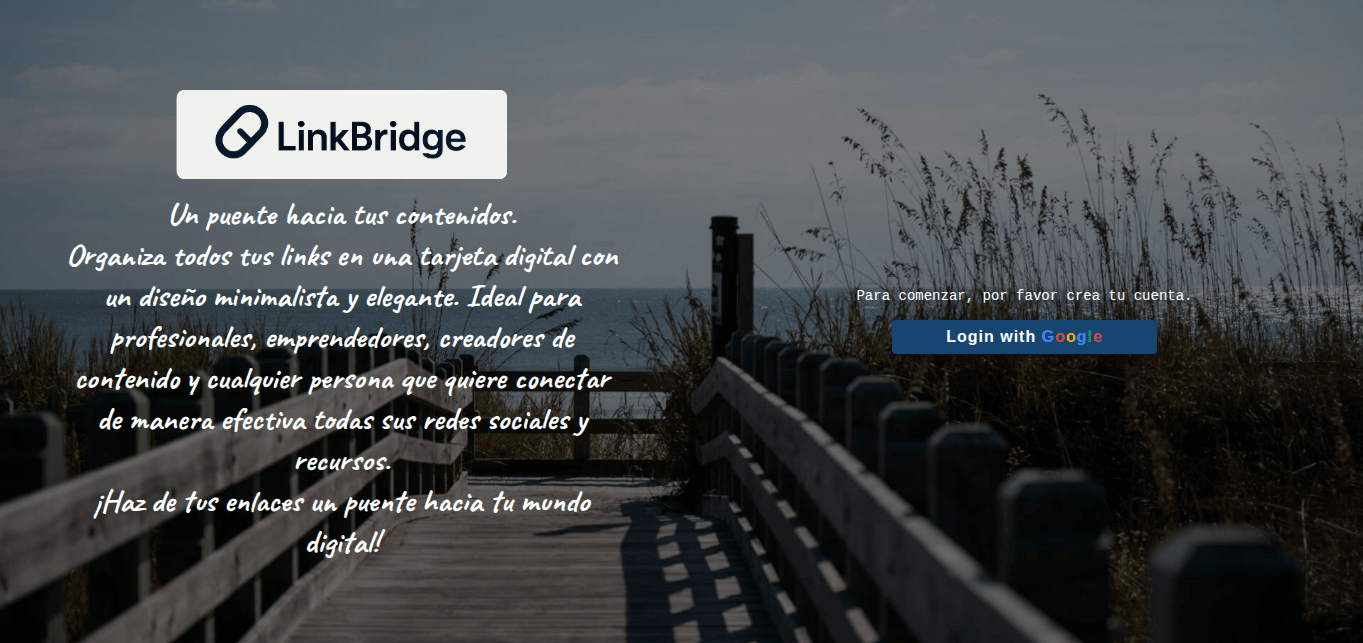 LinkBridge
Un puente hacia tus contenidos.
Organiza todos tus links en una tarjeta digital con
un diseño minimalista y elegante. Ideal para
profesionales, emprendedores, creadores de
contenido y cualquier persona que quiere conectar
de manera efectiva todas sus redes sociales y
recursos.
¡Haz de tus enlaces un puente hacia tu mundo
digital!
Para comenzar, por favor crea tu cuenta.
Login with Google